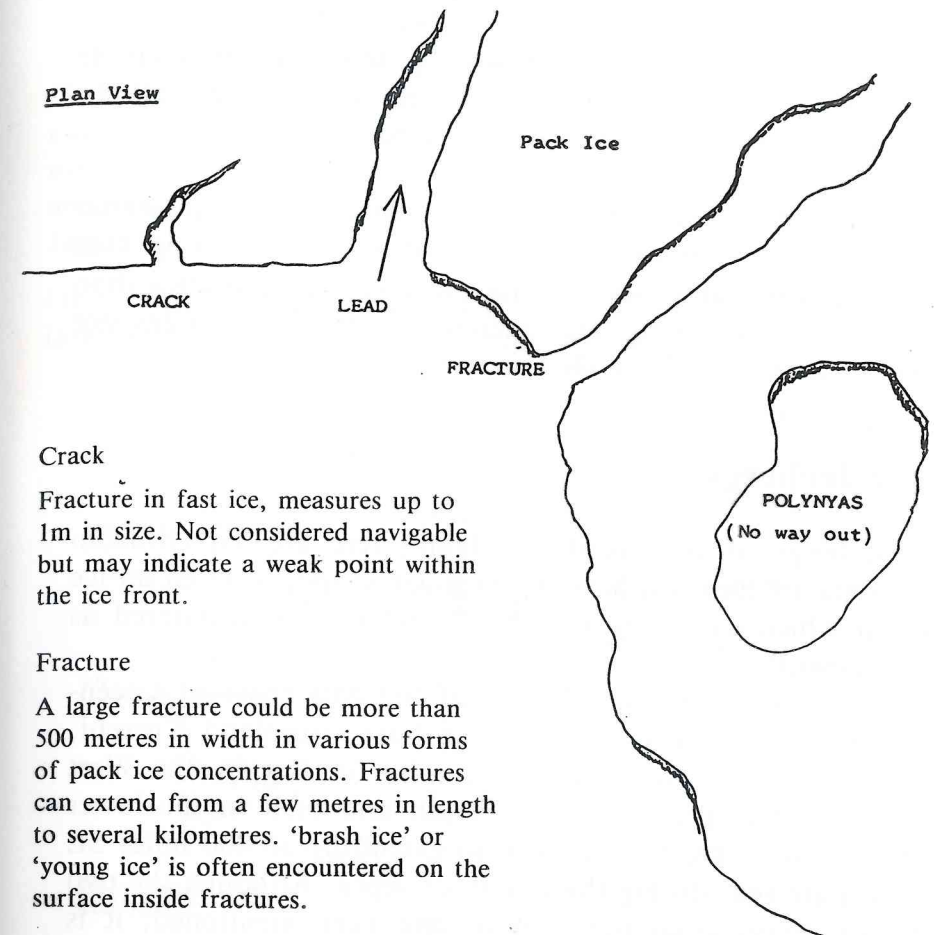 Plan View
Pack Ice
CRACK
LEAD
FRACTURE
POLYNYAS
(No way out)
Crack
Fracture in fast ice, measures up to
1m in size. Not considered navigable
but may indicate a weak point within
the ice front.
Fracture
A large fracture could be more than
500 metres in width in various forms
of pack ice concentrations. Fractures
can extend from a few metres in length
to several kilometres. ‘brash ice’ or
‘young ice’ is often encountered on the
surface inside fractures.